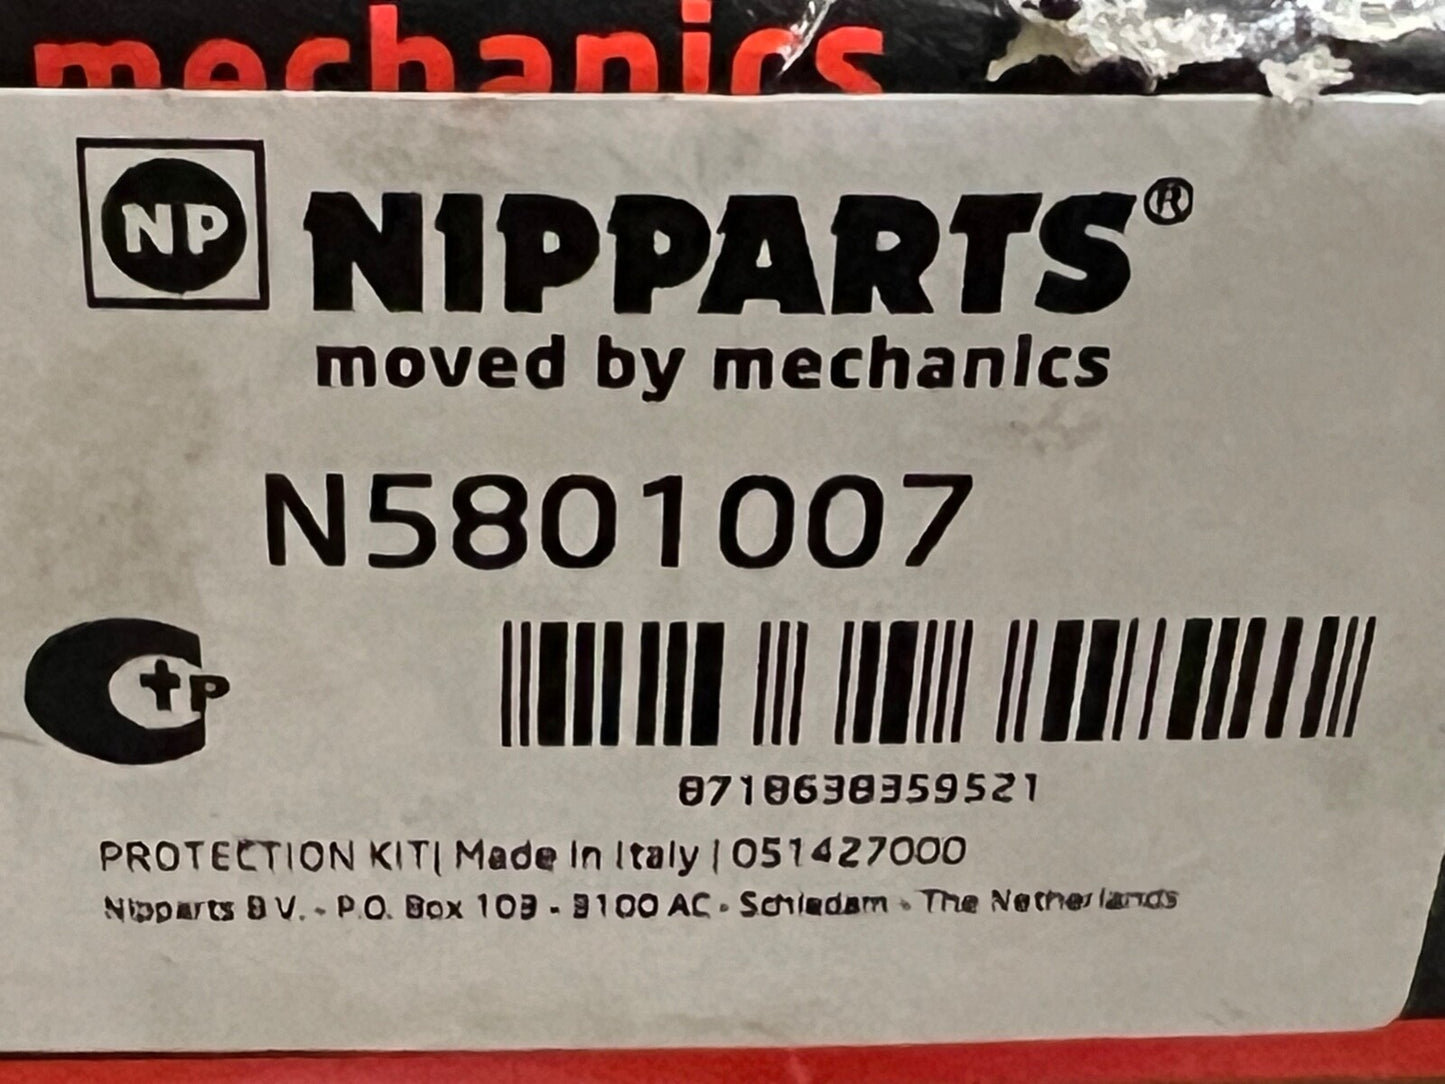 mechanics
NP
NIPPARTS®
moved by mechanics
N5801007
CtP
8718638359521
PROTECTION KIT| Made in Italy | 051427000
Nipparts B V. - P.O. Box 103 - 3100 AC - Schiedam - The Netherlands